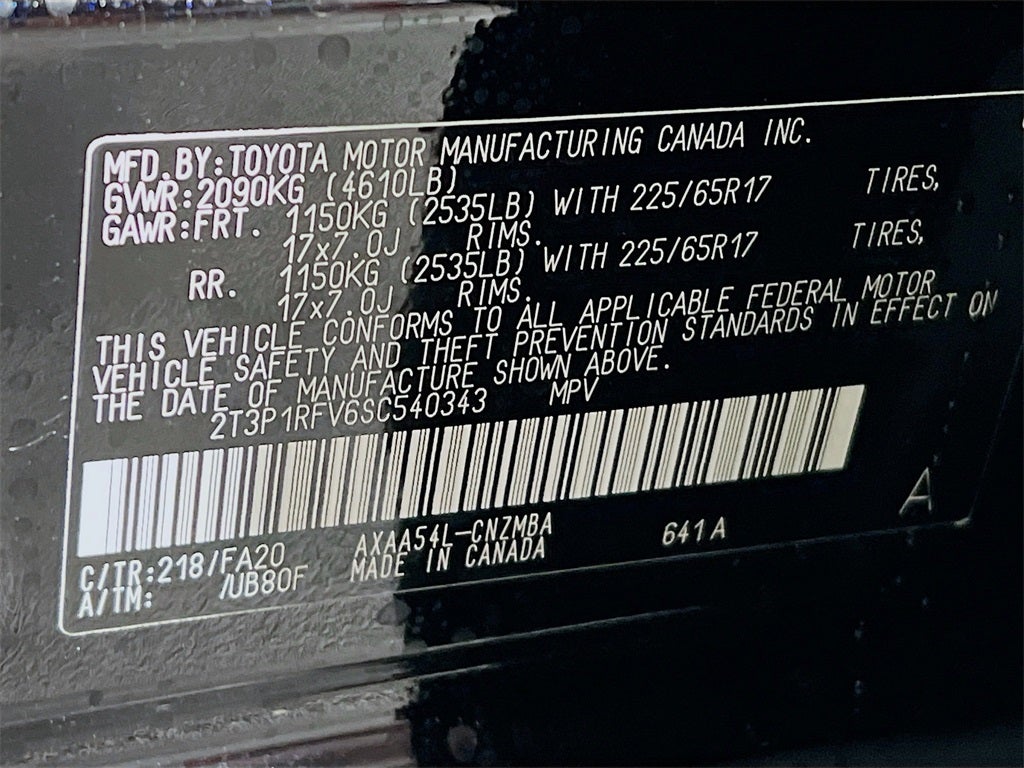 MFD.BY:TOYOTA MOTOR MANUFACTURING CANADA INC.
GVWR:2090KG (4610LB)
GAWR:FRT. 1150KG (2535LB) WITH 225/65R17 TIRES,
17x7.0J RIMS.
RR. 1150KG (2535LB) WITH 225/65R17 TIRES,
17x7.0J RIMS.
THIS VEHICLE CONFORMS TO ALL APPLICABLE FEDERAL MOTOR
VEHICLE SAFETY AND THEFT PREVENTION STANDARDS IN EFFECT ON
THE DATE OF MANUFACTURE SHOWN ABOVE.
2T3P1RFV6SC540343 MPV
C/TR:218/FA20 AXAA54L-CNZMBA 641A A
A/TM: /UB80F MADE IN CANADA